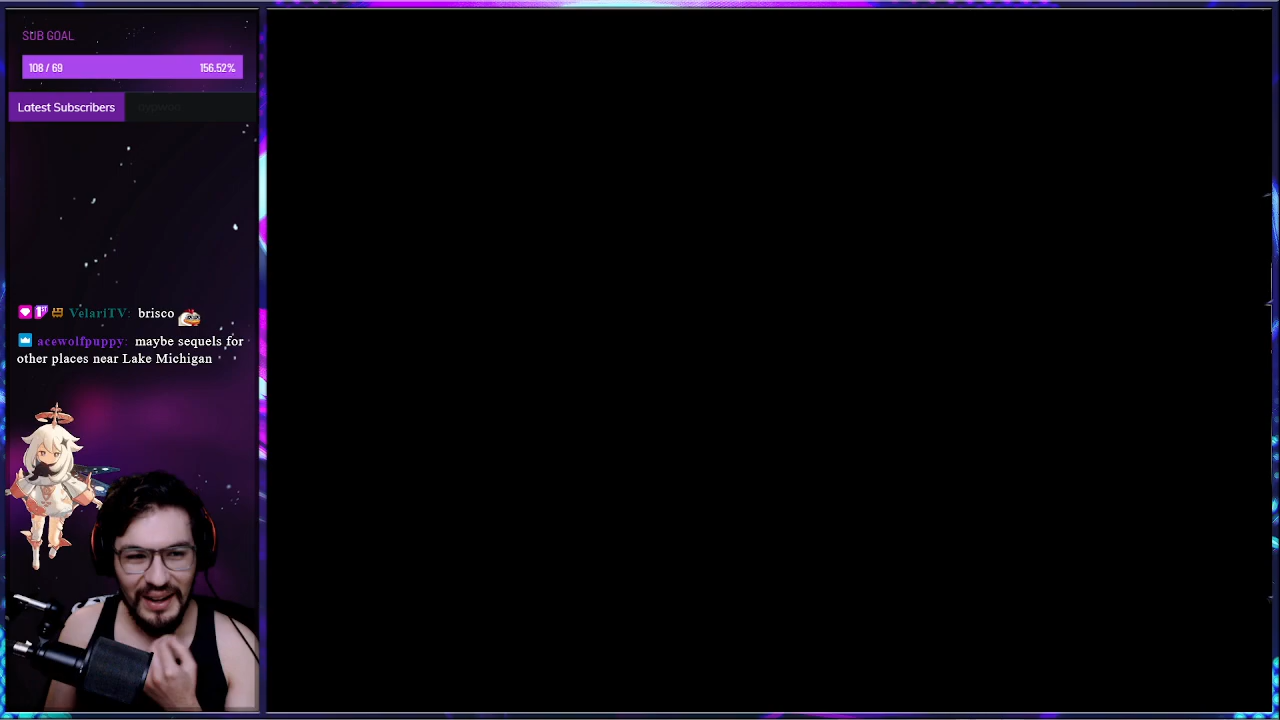 SUB GOAL
108 / 69 156.52%
Latest Subscribers
VelariTV: brisco
acewolfpuppy: maybe sequels for
other places near Lake Michigan